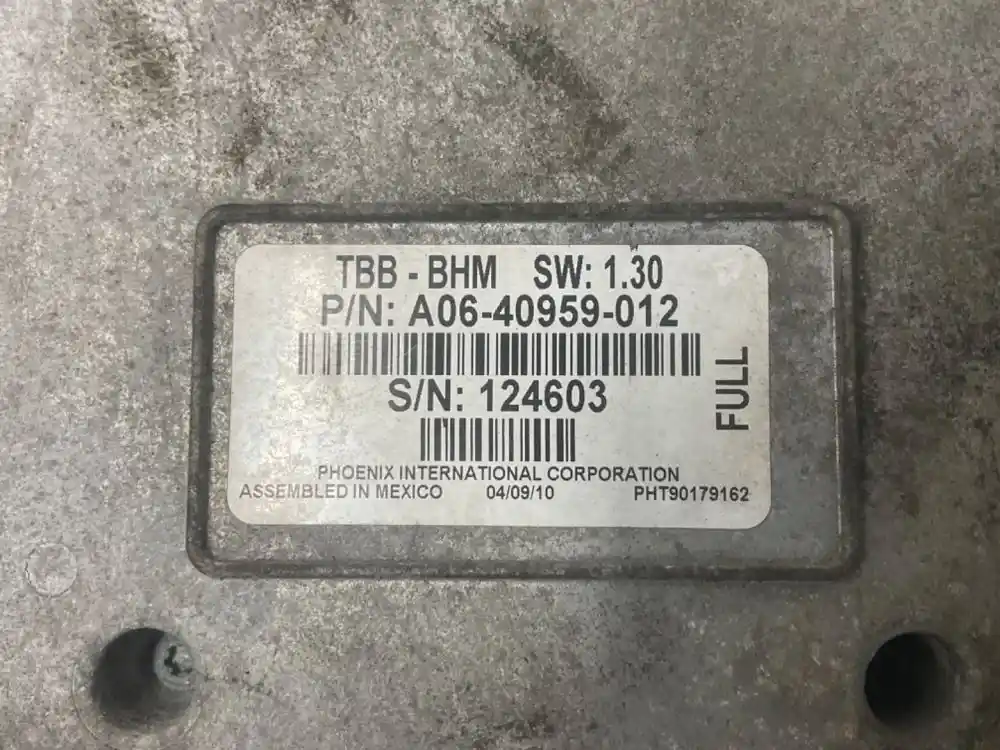 TBB - BHM SW: 1.30
P/N: A06-40959-012
S/N: 124603
FULL
PHOENIX INTERNATIONAL CORPORATION
ASSEMBLED IN MEXICO 04/09/10 PHT90179162